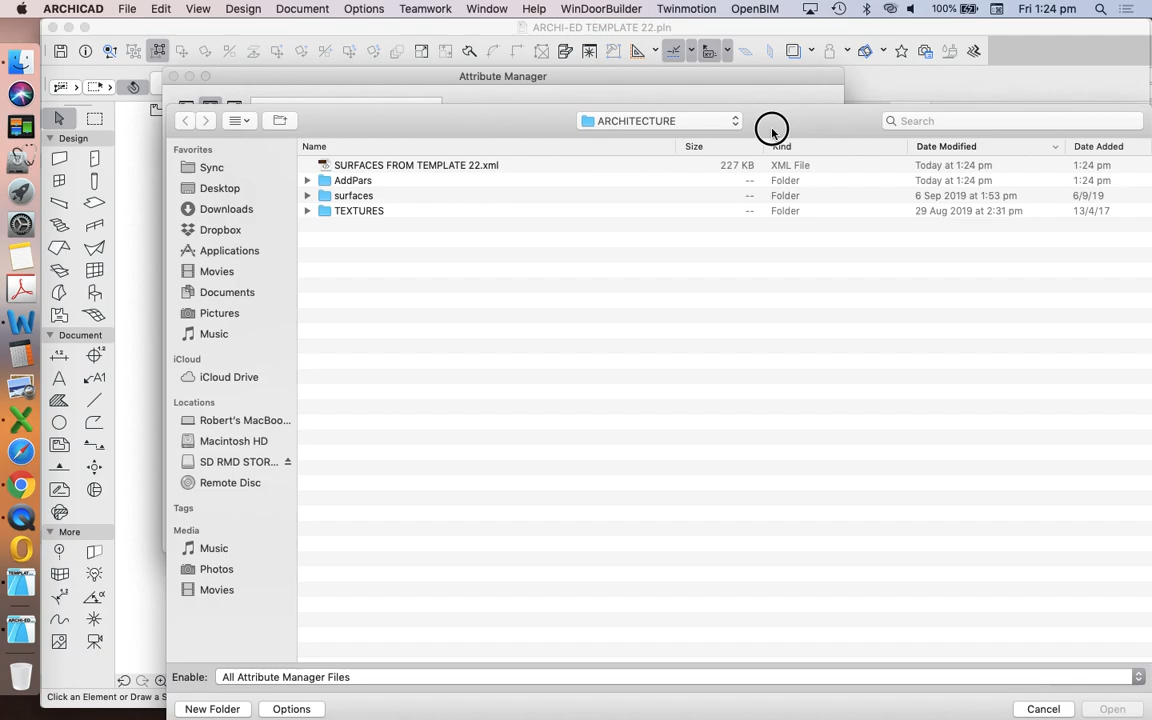 ARCHICAD File Edit View Design Document Options Teamwork Window Help WinDoorBuilder Twinmotion OpenBIM 100% Fri 1:24 pm
ARCHI-ED TEMPLATE 22.pln
Attribute Manager
ARCHITECTURE
Search
Design
Document
More
Favorites
Sync
Desktop
Downloads
Dropbox
Applications
Movies
Documents
Pictures
Music
iCloud
iCloud Drive
Locations
Robert's MacBoo...
Macintosh HD
SD RMD STOR...
Remote Disc
Tags
Media
Music
Photos
Movies
Name Size Kind Date Modified Date Added
SURFACES FROM TEMPLATE 22.xml 227 KB XML File Today at 1:24 pm 1:24 pm
AddPars -- Folder Today at 1:24 pm 1:24 pm
surfaces -- Folder 6 Sep 2019 at 1:53 pm 6/9/19
TEXTURES -- Folder 29 Aug 2019 at 2:31 pm 13/4/17
Enable: All Attribute Manager Files
Click an Element or Draw a S
New Folder Options Cancel Open